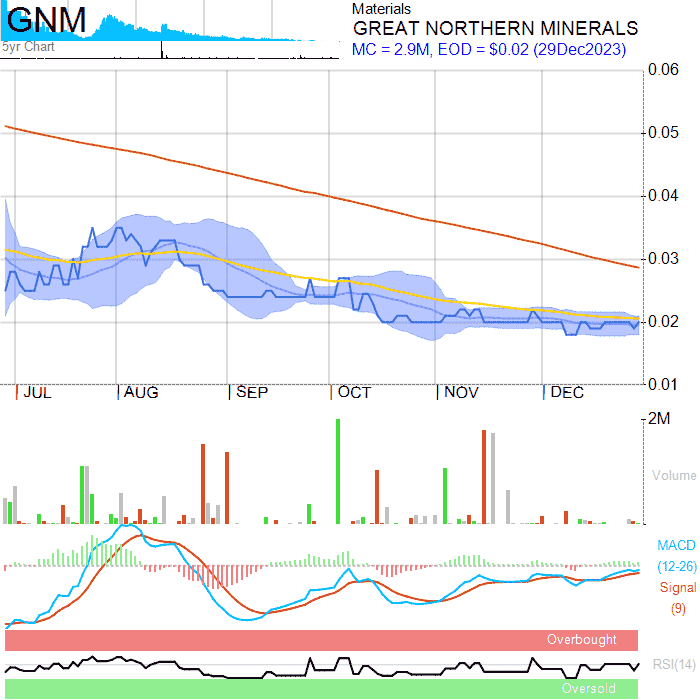 GNM
5yr Chart
Materials
GREAT NORTHERN MINERALS
MC = 2.9M, EOD = $0.02 (29Dec2023)
0.06
0.05
0.04
0.03
0.02
0.01
JUL AUG SEP OCT NOV DEC
2M
Volume
MACD
(12-26)
Signal
(9)
Overbought
RSI(14)
Oversold